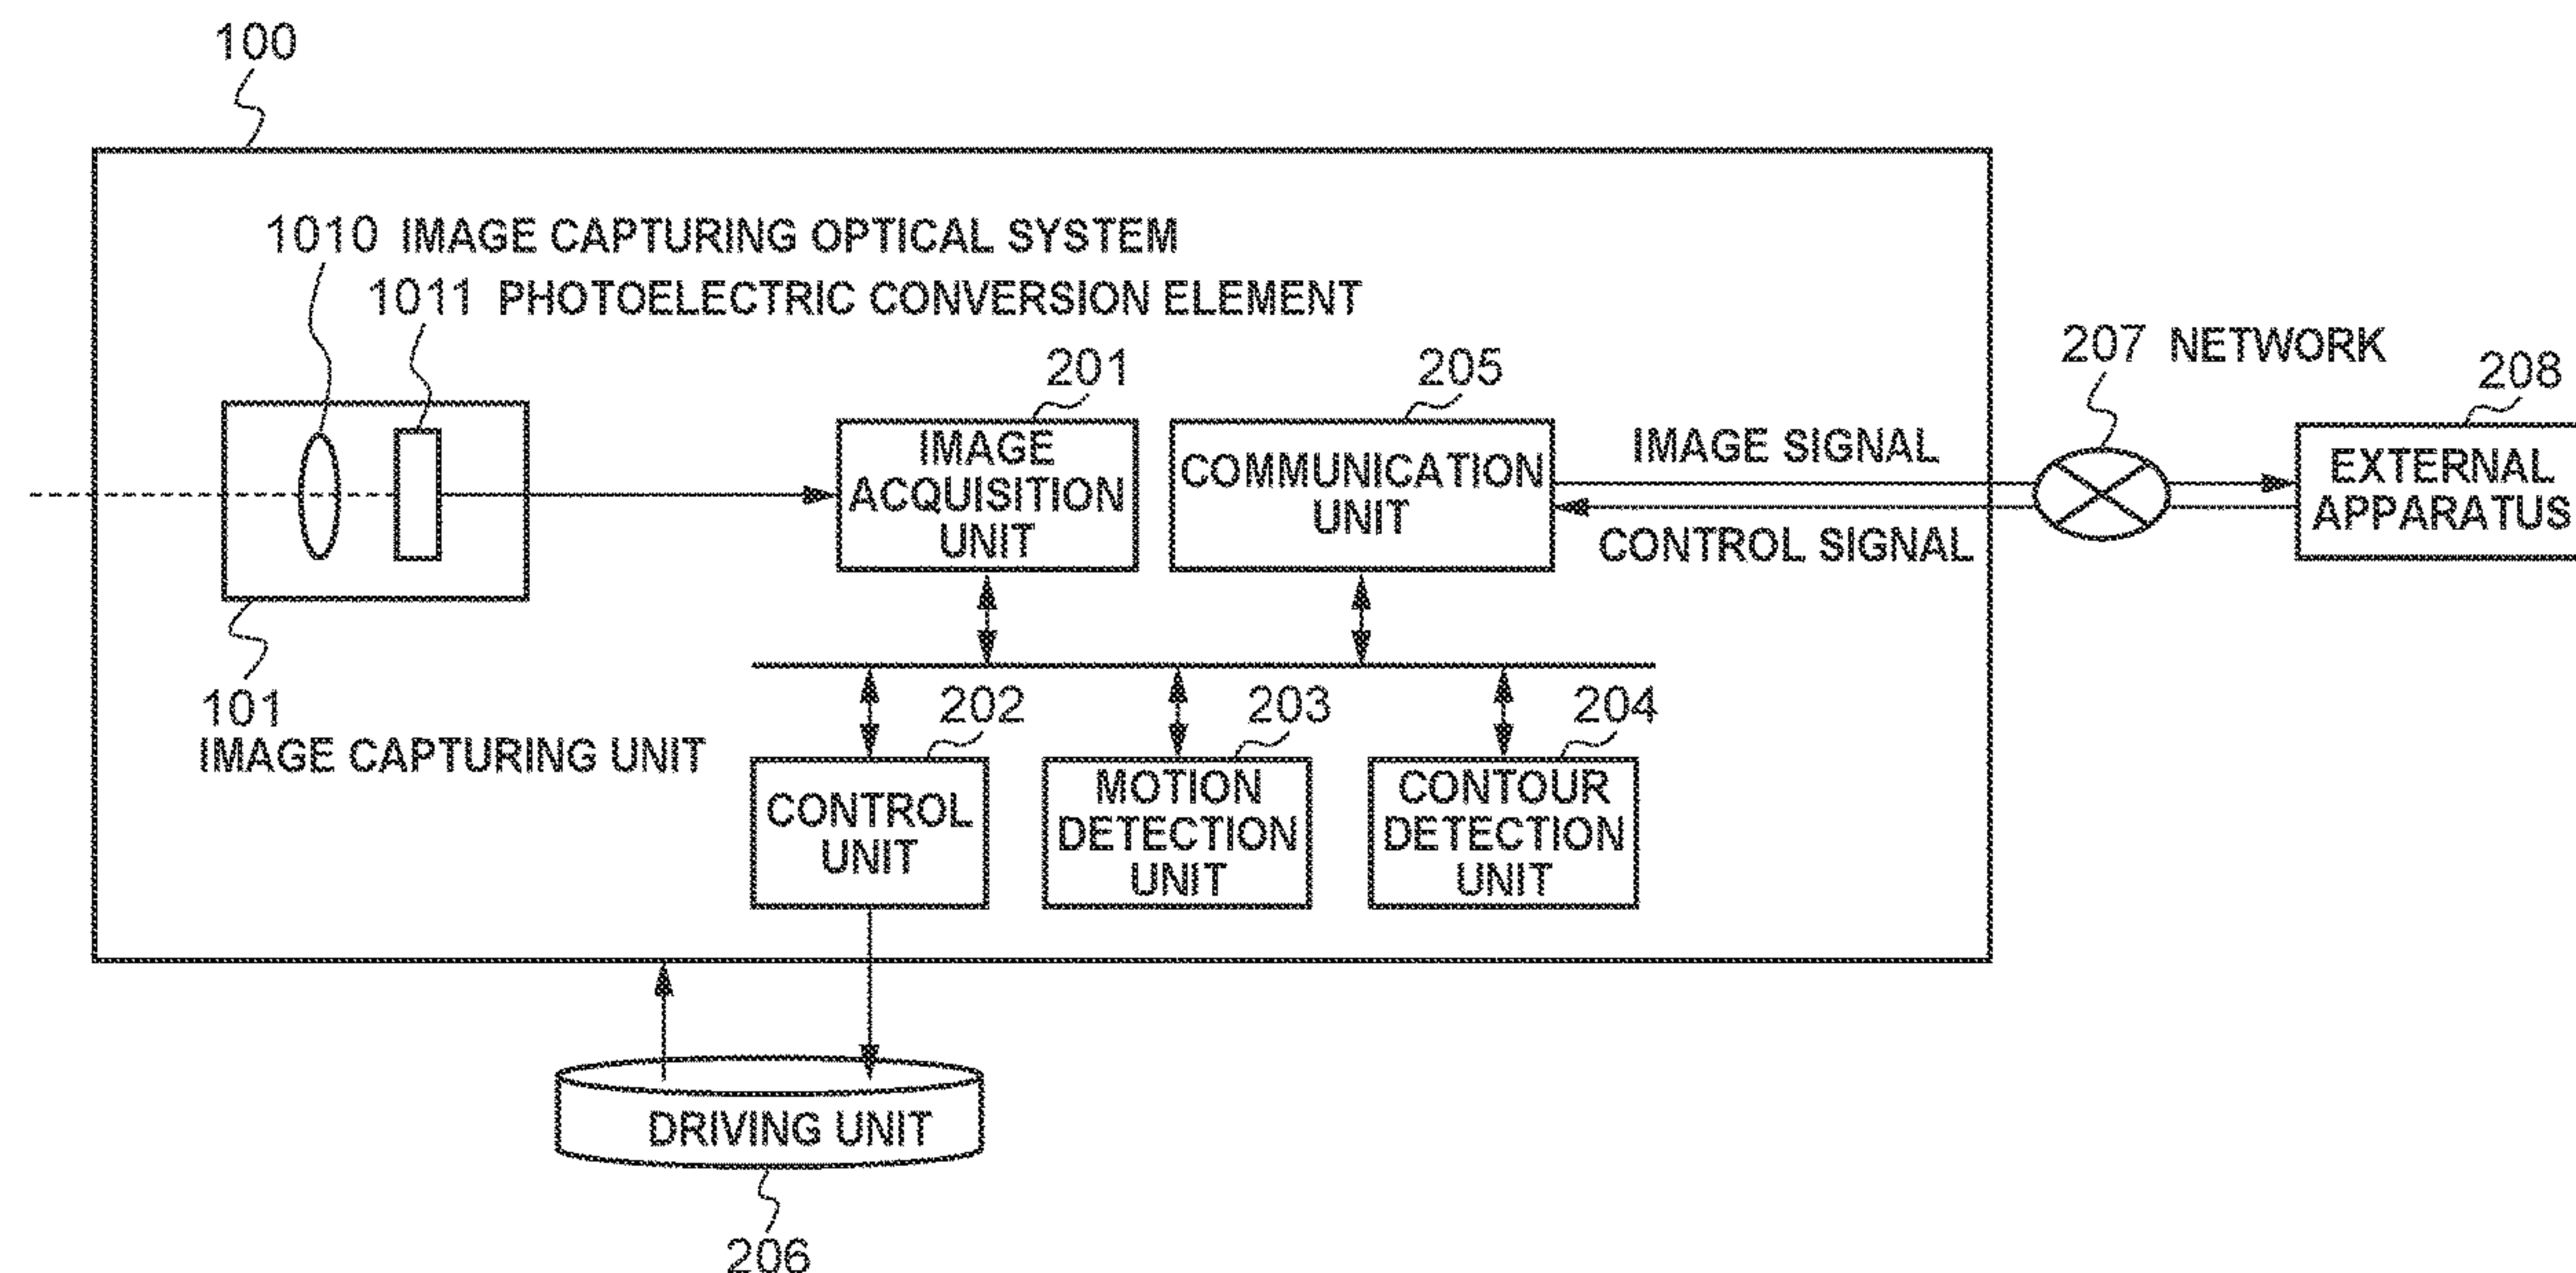 100
1010 IMAGE CAPTURING OPTICAL SYSTEM
1011 PHOTOELECTRIC CONVERSION ELEMENT
201
205
207 NETWORK
208
IMAGE
ACQUISITION
UNIT
COMMUNICATION
UNIT
IMAGE SIGNAL
CONTROL SIGNAL
EXTERNAL
APPARATUS
101
IMAGE CAPTURING UNIT
202
203
204
CONTROL
UNIT
MOTION
DETECTION
UNIT
CONTOUR
DETECTION
UNIT
DRIVING UNIT
206